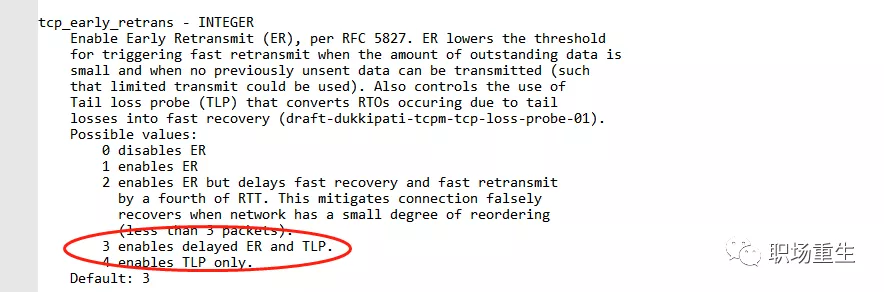 tcp_early_retrans - INTEGER
Enable Early Retransmit (ER), per RFC 5827. ER lowers the threshold
for triggering fast retransmit when the amount of outstanding data is
small and when no previously unsent data can be transmitted (such
that limited transmit could be used). Also controls the use of
Tail loss probe (TLP) that converts RTOs occuring due to tail
losses into fast recovery (draft-dukkipati-tcpm-tcp-loss-probe-01).
Possible values:
0 disables ER
1 enables ER
2 enables ER but delays fast recovery and fast retransmit
by a fourth of RTT. This mitigates connection falsely
recovers when network has a small degree of reordering
(less than 3 packets).
3 enables delayed ER and TLP.
4 enables TLP only.
Default: 3
职场重生